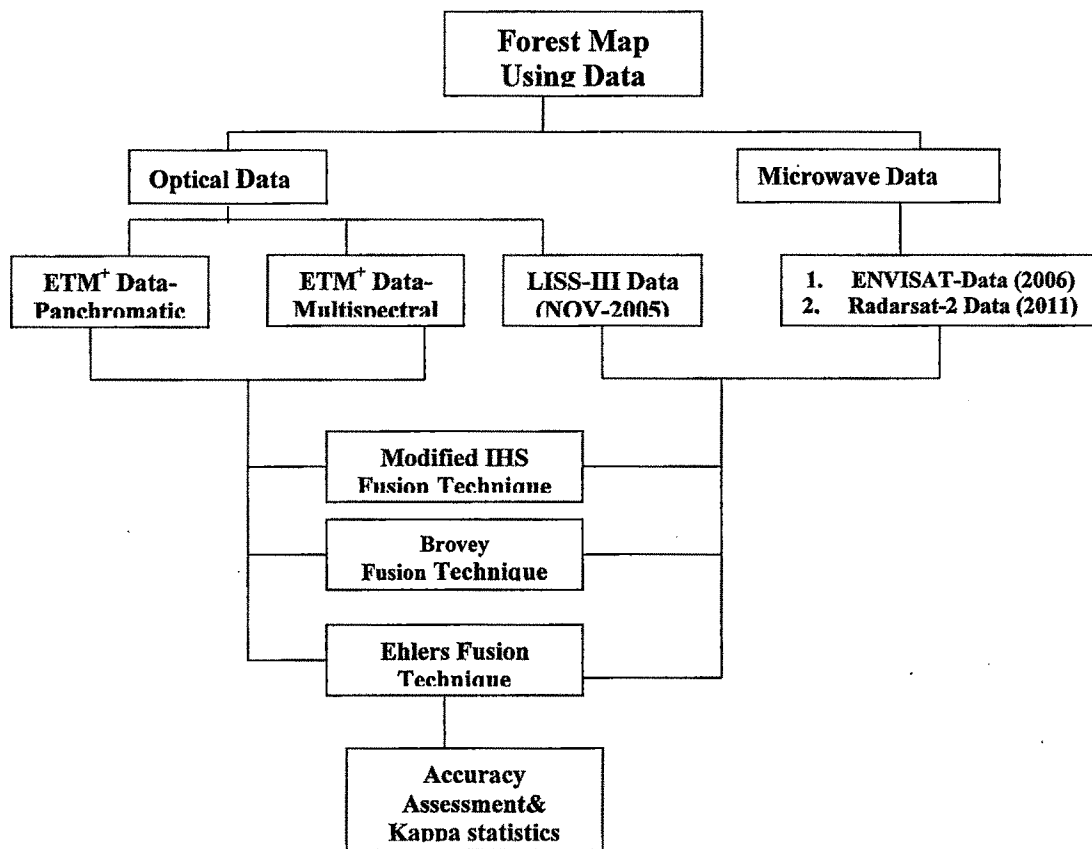 Forest Map
Using Data
Optical Data
Microwave Data
ETM+ Data-
Panchromatic
ETM+ Data-
Multispectral
LISS-III Data
(NOV-2005)
1. ENVISAT-Data (2006)
2. Radarsat-2 Data (2011)
Modified IHS
Fusion Technique
Brovey
Fusion Technique
Ehlers Fusion
Technique
Accuracy
Assessment&
Kappa statistics